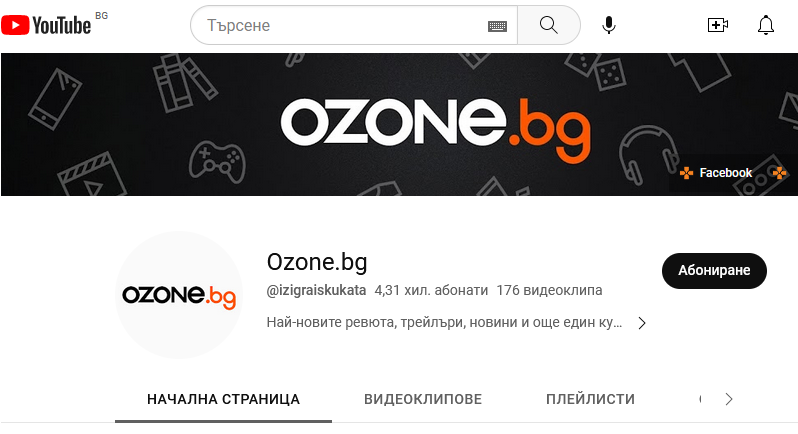 YouTube BG
Търсене
OZONE.bg
Facebook
OZONE.bg
Ozone.bg
@izigraiskukata 4,31 хил. абонати 176 видеоклипа
Абониране
Най-новите ревюта, трейлъри, новини и още един ку...
НАЧАЛНА СТРАНИЦА ВИДЕОКЛИПОВЕ ПЛЕЙЛИСТИ